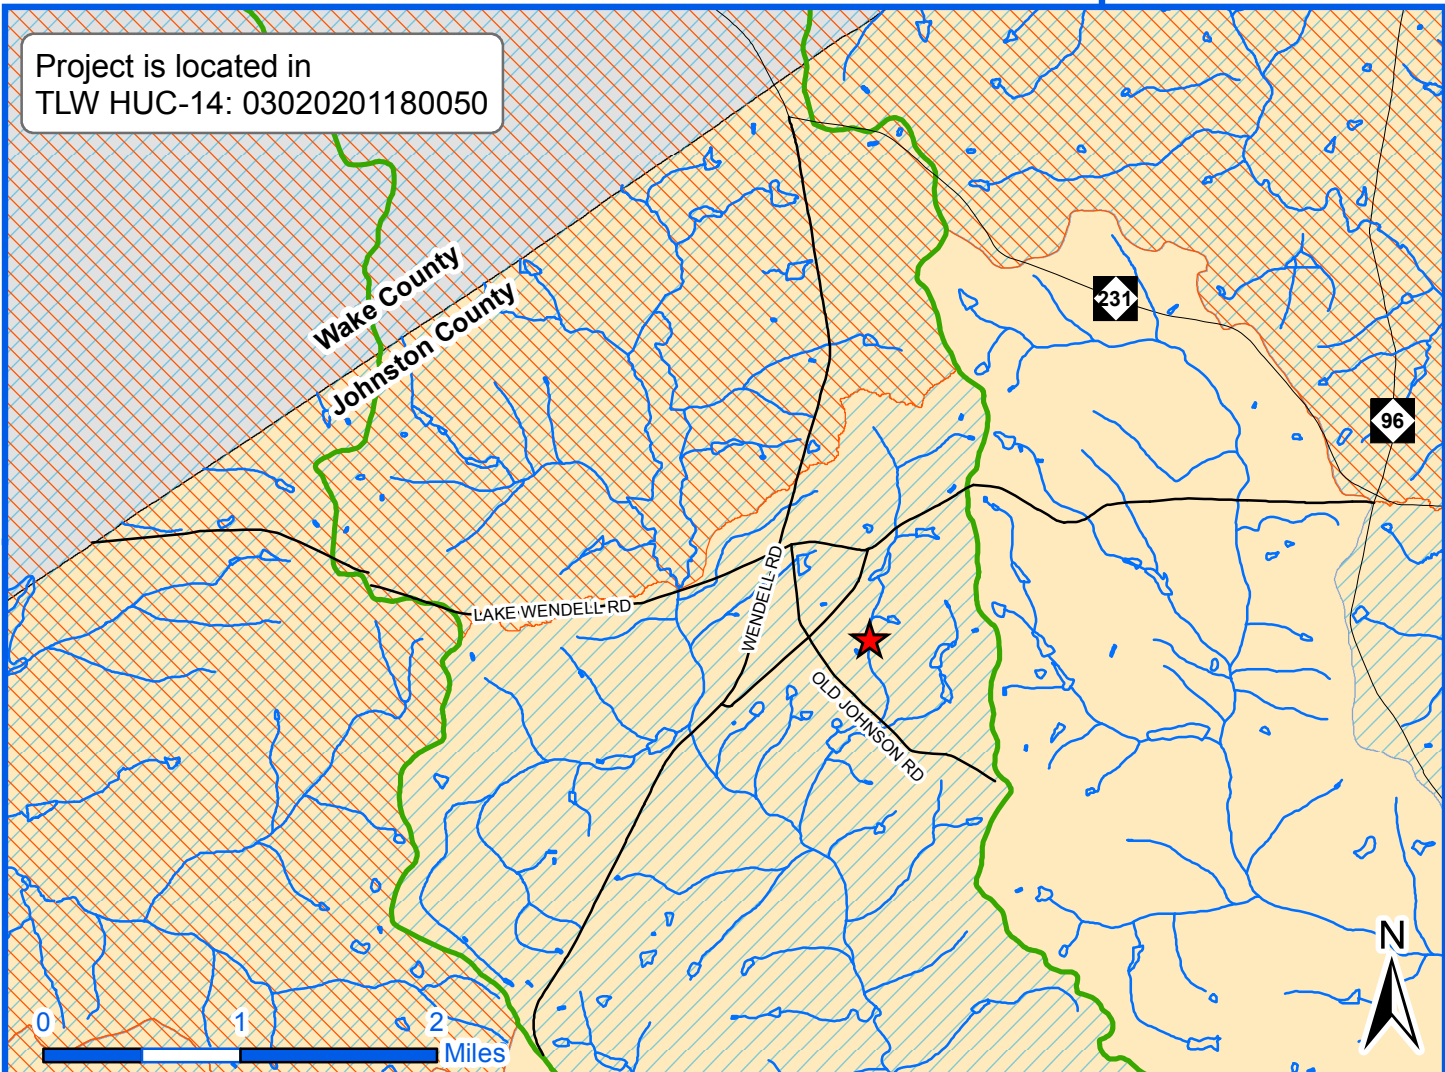 Project is located in
TLW HUC-14: 03020201180050
Wake County
Johnston County
231
96
LAKE WENDELL RD
WENDELL RD
OLD JOHNSON RD
N
0 1 2
Miles